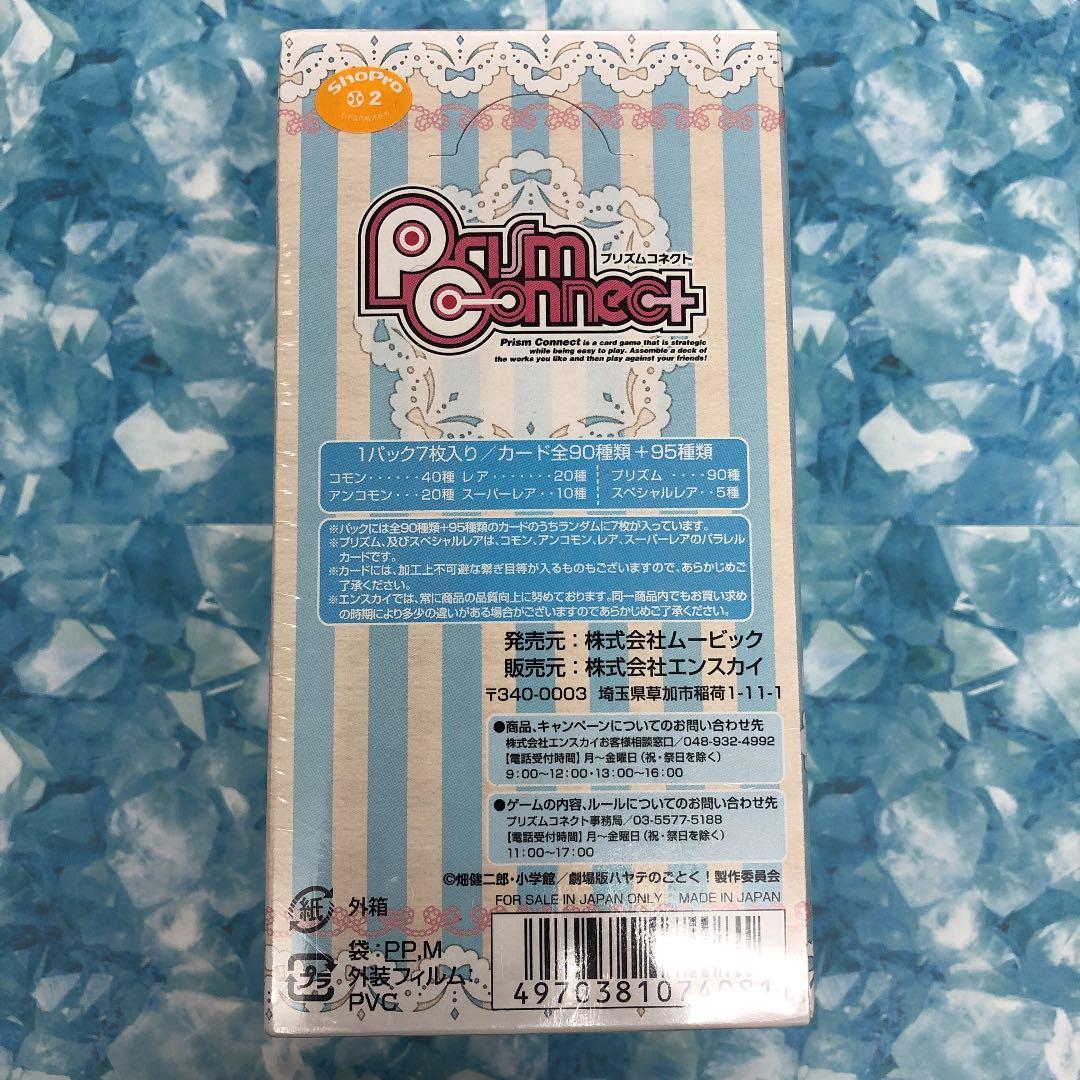 ShoPro
2
Prism
プリズムコネクト
Connect
Prism Connect is a card game that is strategic
while being easy to play. Assemble a deck of
the works you like and then play against your friends!
1パック7枚入り／カード全90種類＋95種類
コモン・・・・・・40種 レア・・・・・・・20種 プリズム ・・・・90種
アンコモン・・・20種 スーパーレア・・10種 スペシャルレア・・5種
※パックには全90種類+95種類のカードのうちランダムに7枚が入っています。
※プリズム、及びスペシャルレアは、コモン、アンコモン、レア、スーパーレアのパラレル
カードです。
※カードには、加工上不可避な繋ぎ目等が入るものもございますので、あらかじめご
了承ください。
※エンスカイでは、常に商品の品質向上に努めております。同一商品内でもお買い求め
の時期により多少の違いがある場合がございますのであらかじめご了承ください。
発売元：株式会社ムービック
販売元：株式会社エンスカイ
〒340-0003 埼玉県草加市稲荷1-11-1
●商品、キャンペーンについてのお問い合わせ先
株式会社エンスカイお客様相談窓口／048-932-4992
【電話受付時間】月～金曜日（祝・祭日を除く）
9：00～12：00・13：00～16：00
●ゲームの内容、ルールについてのお問い合わせ先
プリズムコネクト事務局／03-5577-5188
【電話受付時間】月～金曜日（祝・祭日を除く）
11：00～17：00
©畑健二郎・小学館／劇場版ハヤテのごとく！製作委員会
FOR SALE IN JAPAN ONLY MADE IN JAPAN
紙 外箱
袋：PP,M
プラ 外装フィルム：
PVC
4970381074081